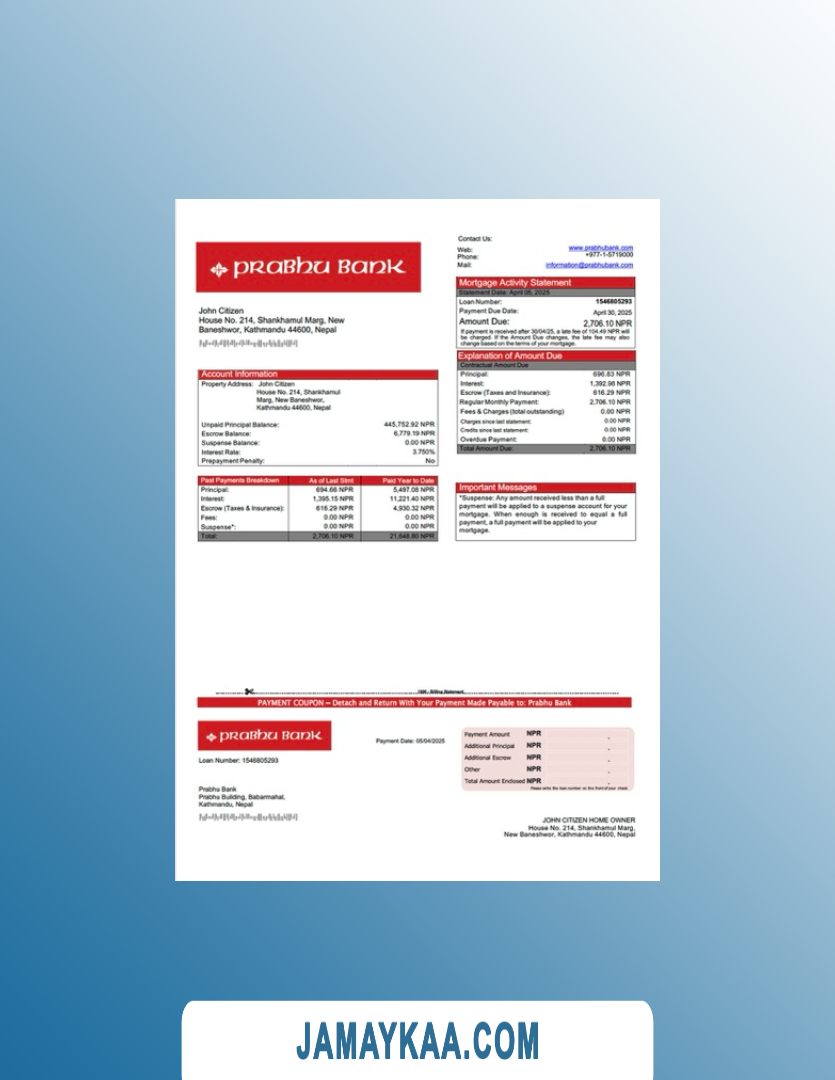 PRABHU BANK
Contact Us:
Web: www.prabhubank.com
Phone: +977-1-5719000
Mail: information@prabhubank.com
John Citizen
House No. 214, Shankhamul Marg, New
Baneshwor, Kathmandu 44600, Nepal
Mortgage Activity Statement
Statement Date: April 05, 2025
Loan Number: 1546805293
Payment Due Date: April 30, 2025
Amount Due: 2,706.10 NPR
If payment is received after 30/04/25, a late fee of 104.49 NPR will
be charged. If the Amount Due changes, the late fee may also
change based on the terms of your mortgage.
Explanation of Amount Due
Contractual Amount Due
Principal: 696.83 NPR
Interest: 1,392.98 NPR
Escrow (Taxes and Insurance): 616.29 NPR
Regular Monthly Payment: 2,706.10 NPR
Fees & Charges (total outstanding) 0.00 NPR
Charges since last statement: 0.00 NPR
Credits since last statement: 0.00 NPR
Overdue Payment: 0.00 NPR
Total Amount Due: 2,706.10 NPR
Account Information
Property Address: John Citizen
House No. 214, Shankhamul
Marg, New Baneshwor,
Kathmandu 44600, Nepal
Unpaid Principal Balance: 445,752.92 NPR
Escrow Balance: 6,779.19 NPR
Suspense Balance: 0.00 NPR
Interest Rate: 3.750%
Prepayment Penalty: No
Past Payments Breakdown As of Last Stmt Paid Year to Date
Principal: 694.66 NPR 5,497.08 NPR
Interest: 1,395.15 NPR 11,221.40 NPR
Escrow (Taxes & Insurance): 616.29 NPR 4,930.32 NPR
Fees: 0.00 NPR 0.00 NPR
Suspense*: 0.00 NPR 0.00 NPR
Total: 2,706.10 NPR 21,648.80 NPR
Important Messages
*Suspense: Any amount received less than a full
payment will be applied to a suspense account for your
mortgage. When enough is received to equal a full
payment, a full payment will be applied to your
mortgage.
Billing Statement
PAYMENT COUPON – Detach and Return With Your Payment Made Payable to: Prabhu Bank
PRABHU BANK
Payment Date: 05/04/2025
Loan Number: 1546805293
Payment Amount NPR
Additional Principal NPR
Additional Escrow NPR
Other NPR
Total Amount Enclosed NPR
Please write the loan number on the front of your check.
Prabhu Bank
Prabhu Building, Babarmahal,
Kathmandu, Nepal
JOHN CITIZEN HOME OWNER
House No. 214, Shankhamul Marg,
New Baneshwor, Kathmandu 44600, Nepal
JAMAYKAA.COM